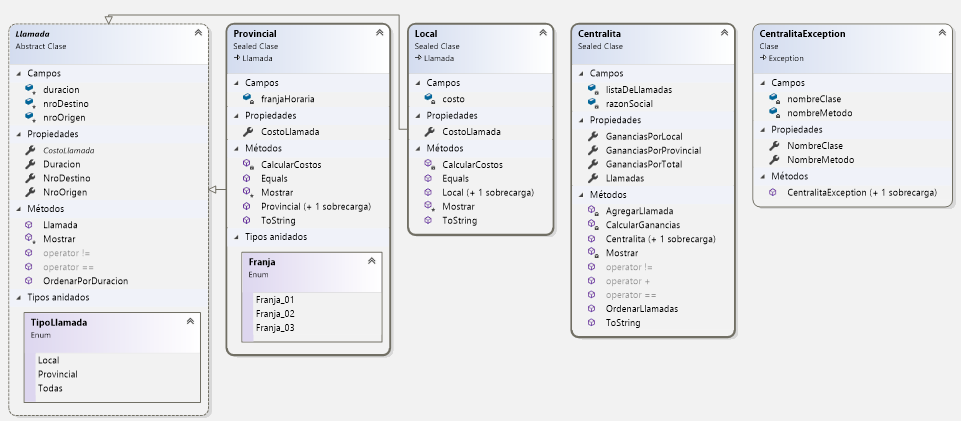 Llamada
Abstract Clase
Campos
duracion
nroDestino
nroOrigen
Propiedades
CostoLlamada
Duracion
NroDestino
NroOrigen
Métodos
Llamada
Mostrar
operator !=
operator ==
OrdenarPorDuracion
Tipos anidados
TipoLlamada
Enum
Local
Provincial
Todas
Provincial
Sealed Clase
Llamada
Campos
franjaHoraria
Propiedades
CostoLlamada
Métodos
CalcularCostos
Equals
Mostrar
Provincial (+ 1 sobrecarga)
ToString
Tipos anidados
Franja
Enum
Franja_01
Franja_02
Franja_03
Local
Sealed Clase
Llamada
Campos
costo
Propiedades
CostoLlamada
Métodos
CalcularCostos
Equals
Local (+ 1 sobrecarga)
Mostrar
ToString
Centralita
Sealed Clase
Campos
listaDeLlamadas
razonSocial
Propiedades
GananciasPorLocal
GananciasPorProvincial
GananciasPorTotal
Llamadas
Métodos
AgregarLlamada
CalcularGanancias
Centralita (+ 1 sobrecarga)
Mostrar
operator !=
operator +
operator ==
OrdenarLlamadas
ToString
CentralitaException
Clase
Exception
Campos
nombreClase
nombreMetodo
Propiedades
NombreClase
NombreMetodo
Métodos
CentralitaException (+ 1 sobrecarga)